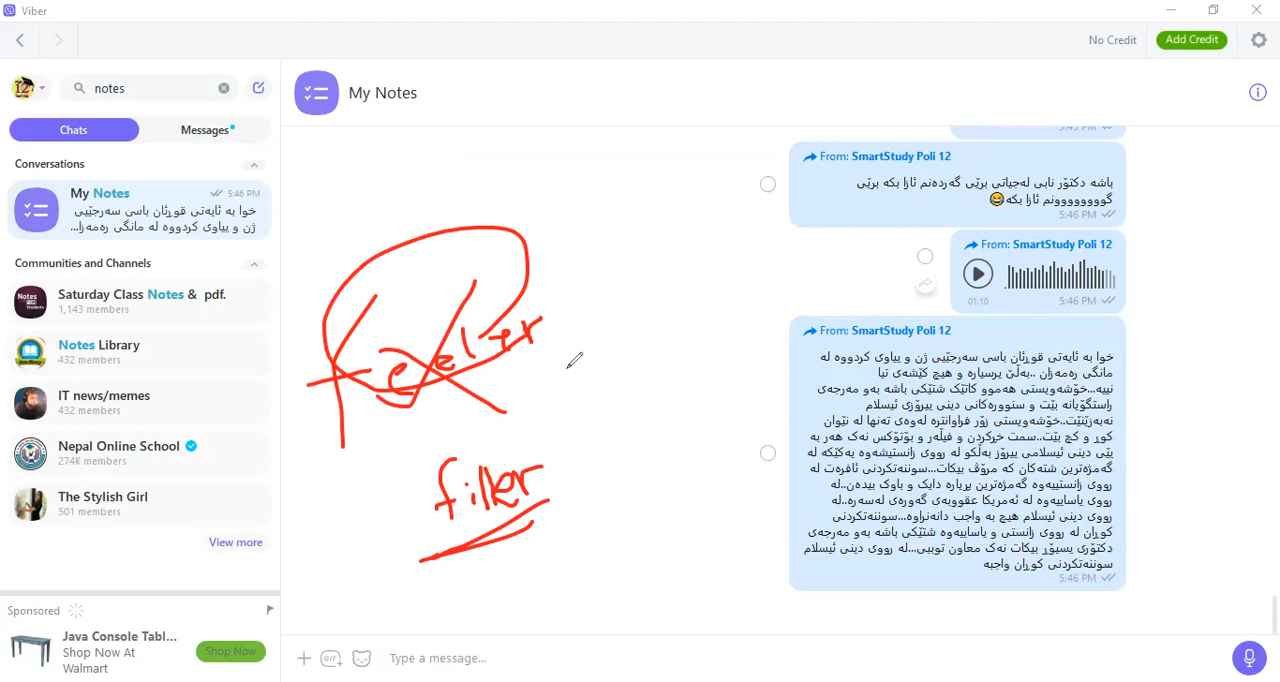 Viber
No Credit
Add Credit
notes
My Notes
Chats
Messages
Conversations
My Notes
5:46 PM
خوا بە ئایەتی قوڕئان باسی سەرجێیی
ژن و پیاوی کردووە لە مانگی رەمەزا...
Communities and Channels
Saturday Class Notes & pdf.
1,143 members
Notes Library
432 members
IT news/memes
432 members
Nepal Online School
274K members
The Stylish Girl
501 members
View more
Sponsored
Java Console Tabl...
Shop Now At
Walmart
Shop Now
5:45 PM
From: SmartStudy Poli 12
باشە دکتۆر نابی لەجیاتی برێی گەردەنم ئازا بکە برێی
گوووووووونم ئازا بکە😂
5:46 PM
From: SmartStudy Poli 12
01:10
5:46 PM
From: SmartStudy Poli 12
خوا بە ئایەتی قوڕئان باسی سەرجێیی ژن و پیاوی کردووە لە
مانگی رەمەزان ..بەڵێ پرسیارە و هیچ کێشەی تیا
نییە...خۆشەویستی هەموو کاتێک شتێکی باشە بەو مەرجەی
راستگۆیانە بێت و سنوورەکانی دینی پیرۆزی ئیسلام
نەبەزێنێت..خۆشەویستی زۆر فراوانترە لەوەی تەنها لە نێوان
کوڕ و کچ بێت..سمت خڕکردن و فیڵەر و بۆتۆکس نەک هەر بە
پێی دینی ئیسلامی پیرۆز بەڵکو لە رووی زانستیشەوە یەکێکە لە
گەمژەترین شتەکان کە مرۆڤ بیکات...سوننەتکردنی ئافرەت لە
رووی زانستییەوە گەمژەترین بڕیارە دایک و باوک بیدەن..لە
رووی یاساییەوە لە ئەمریکا عقووبەی گەورەی لەسەرە..لە
رووی دینی ئیسلام هیچ بە واجب دانەنراوە...سوننەتکردنی
کوڕان لە رووی زانستی و یاساییەوە شتێکی باشە بەو مەرجەی
دکتۆری پسپۆڕ بیکات نەک معاون توبیی...لە رووی دینی ئیسلام
سوننەتکردنی کوڕان واجبە
5:46 PM
filler
Type a message...